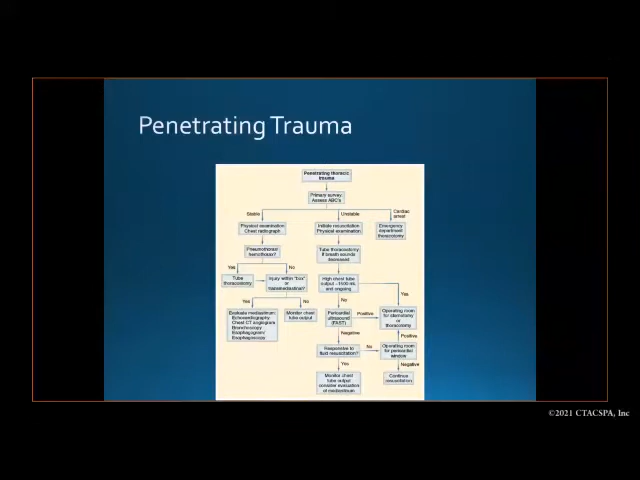 Penetrating Trauma
Penetrating thoracic
trauma
Primary survey
Assess ABC's
Stable
Unstable
Cardiac
arrest
Physical examination
Chest radiograph
Initiate resuscitation
Physical examination
Emergency
department
thoracotomy
Pneumothorax/
hemothorax?
Tube thoracostomy
if breath sounds
decreased
Yes
No
Tube
thoracostomy
Injury within "box"
or
transmediastinum?
High chest tube
output
and ongoing
Yes
No
No
Yes
Evaluate mediastinum
Echocardiography
Chest CT angiogram
Bronchoscopy
Esophagogram/
Esophagoscopy
Monitor chest
tube output
Pericardial
ultrasound
(FAST)
Positive
Operating room
for sternotomy
or
thoracotomy
Negative
Positive
Responsive to
fluid resuscitation?
No
Operating room
for pericardial
window
Yes
Negative
Monitor chest
tube output
consider evaluation
of mediastinum
Continue
resuscitation
©2021 CTACSPA, Inc